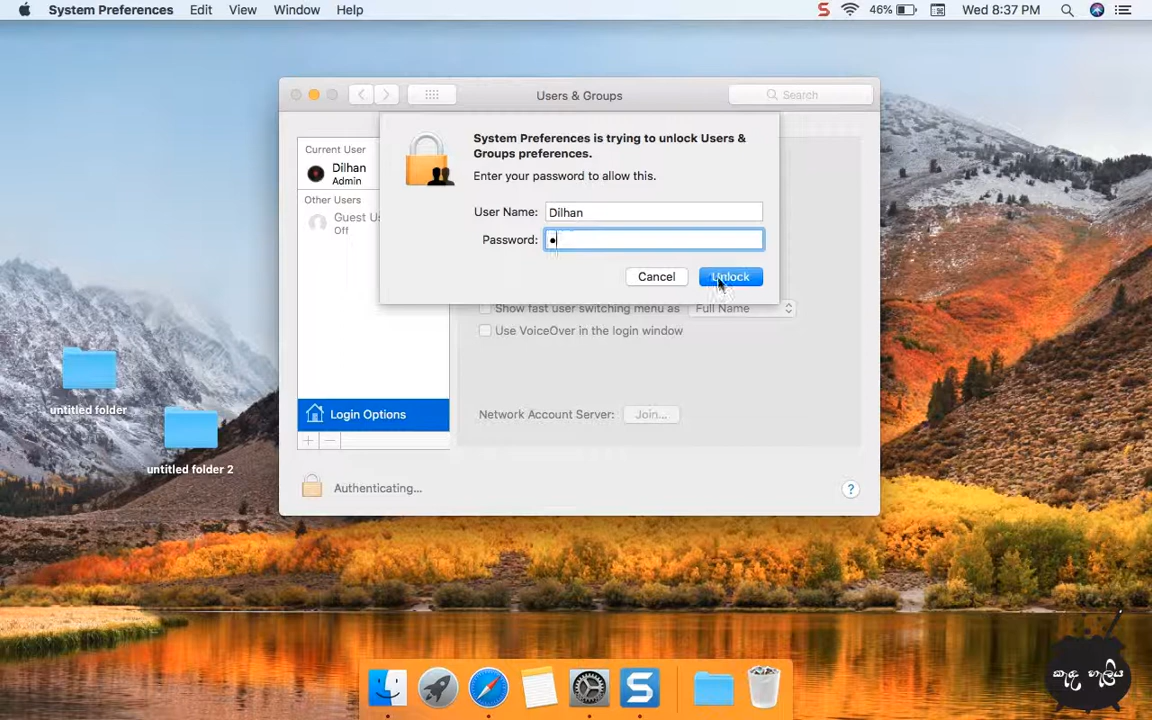 System Preferences Edit View Window Help
46% Wed 8:37 PM
Users & Groups
Search
System Preferences is trying to unlock Users &
Groups preferences.
Enter your password to allow this.
User Name: Dilhan
Password:
Cancel Unlock
Current User
Dilhan
Admin
Other Users
Guest Us
Off
Login Options
Show fast user switching menu as Full Name
Use VoiceOver in the login window
Network Account Server: Join...
Authenticating...
?
untitled folder
untitled folder 2
S
S
කැඳ හැලිය